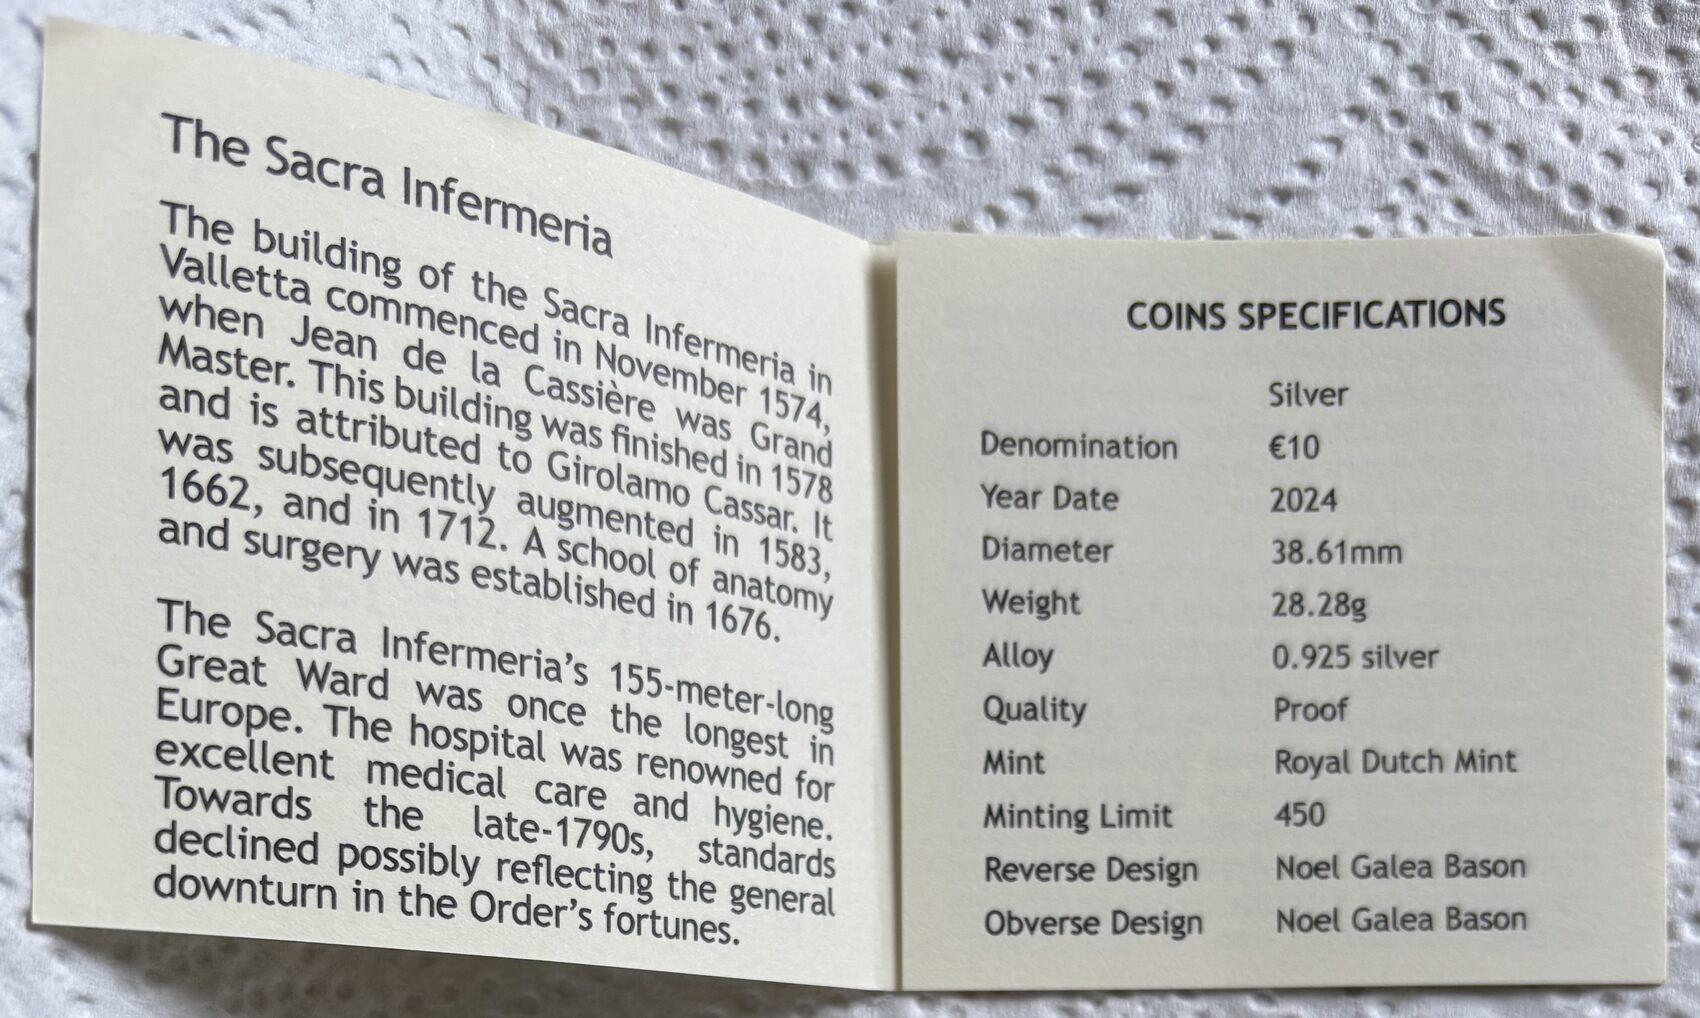 The Sacra Infermeria
The building of the Sacra Infermeria in
Valletta commenced in November 1574,
when Jean de la Cassière was Grand
Master. This building was finished in 1578
and is attributed to Girolamo Cassar. It
was subsequently augmented in 1583,
1662, and in 1712. A school of anatomy
and surgery was established in 1676.
The Sacra Infermeria's 155-meter-long
Great Ward was once the longest in
Europe. The hospital was renowned for
excellent medical care and hygiene.
Towards the late-1790s, standards
declined possibly reflecting the general
downturn in the Order's fortunes.
COINS SPECIFICATIONS
Silver
Denomination €10
Year Date 2024
Diameter 38.61mm
Weight 28.28g
Alloy 0.925 silver
Quality Proof
Mint Royal Dutch Mint
Minting Limit 450
Reverse Design Noel Galea Bason
Obverse Design Noel Galea Bason